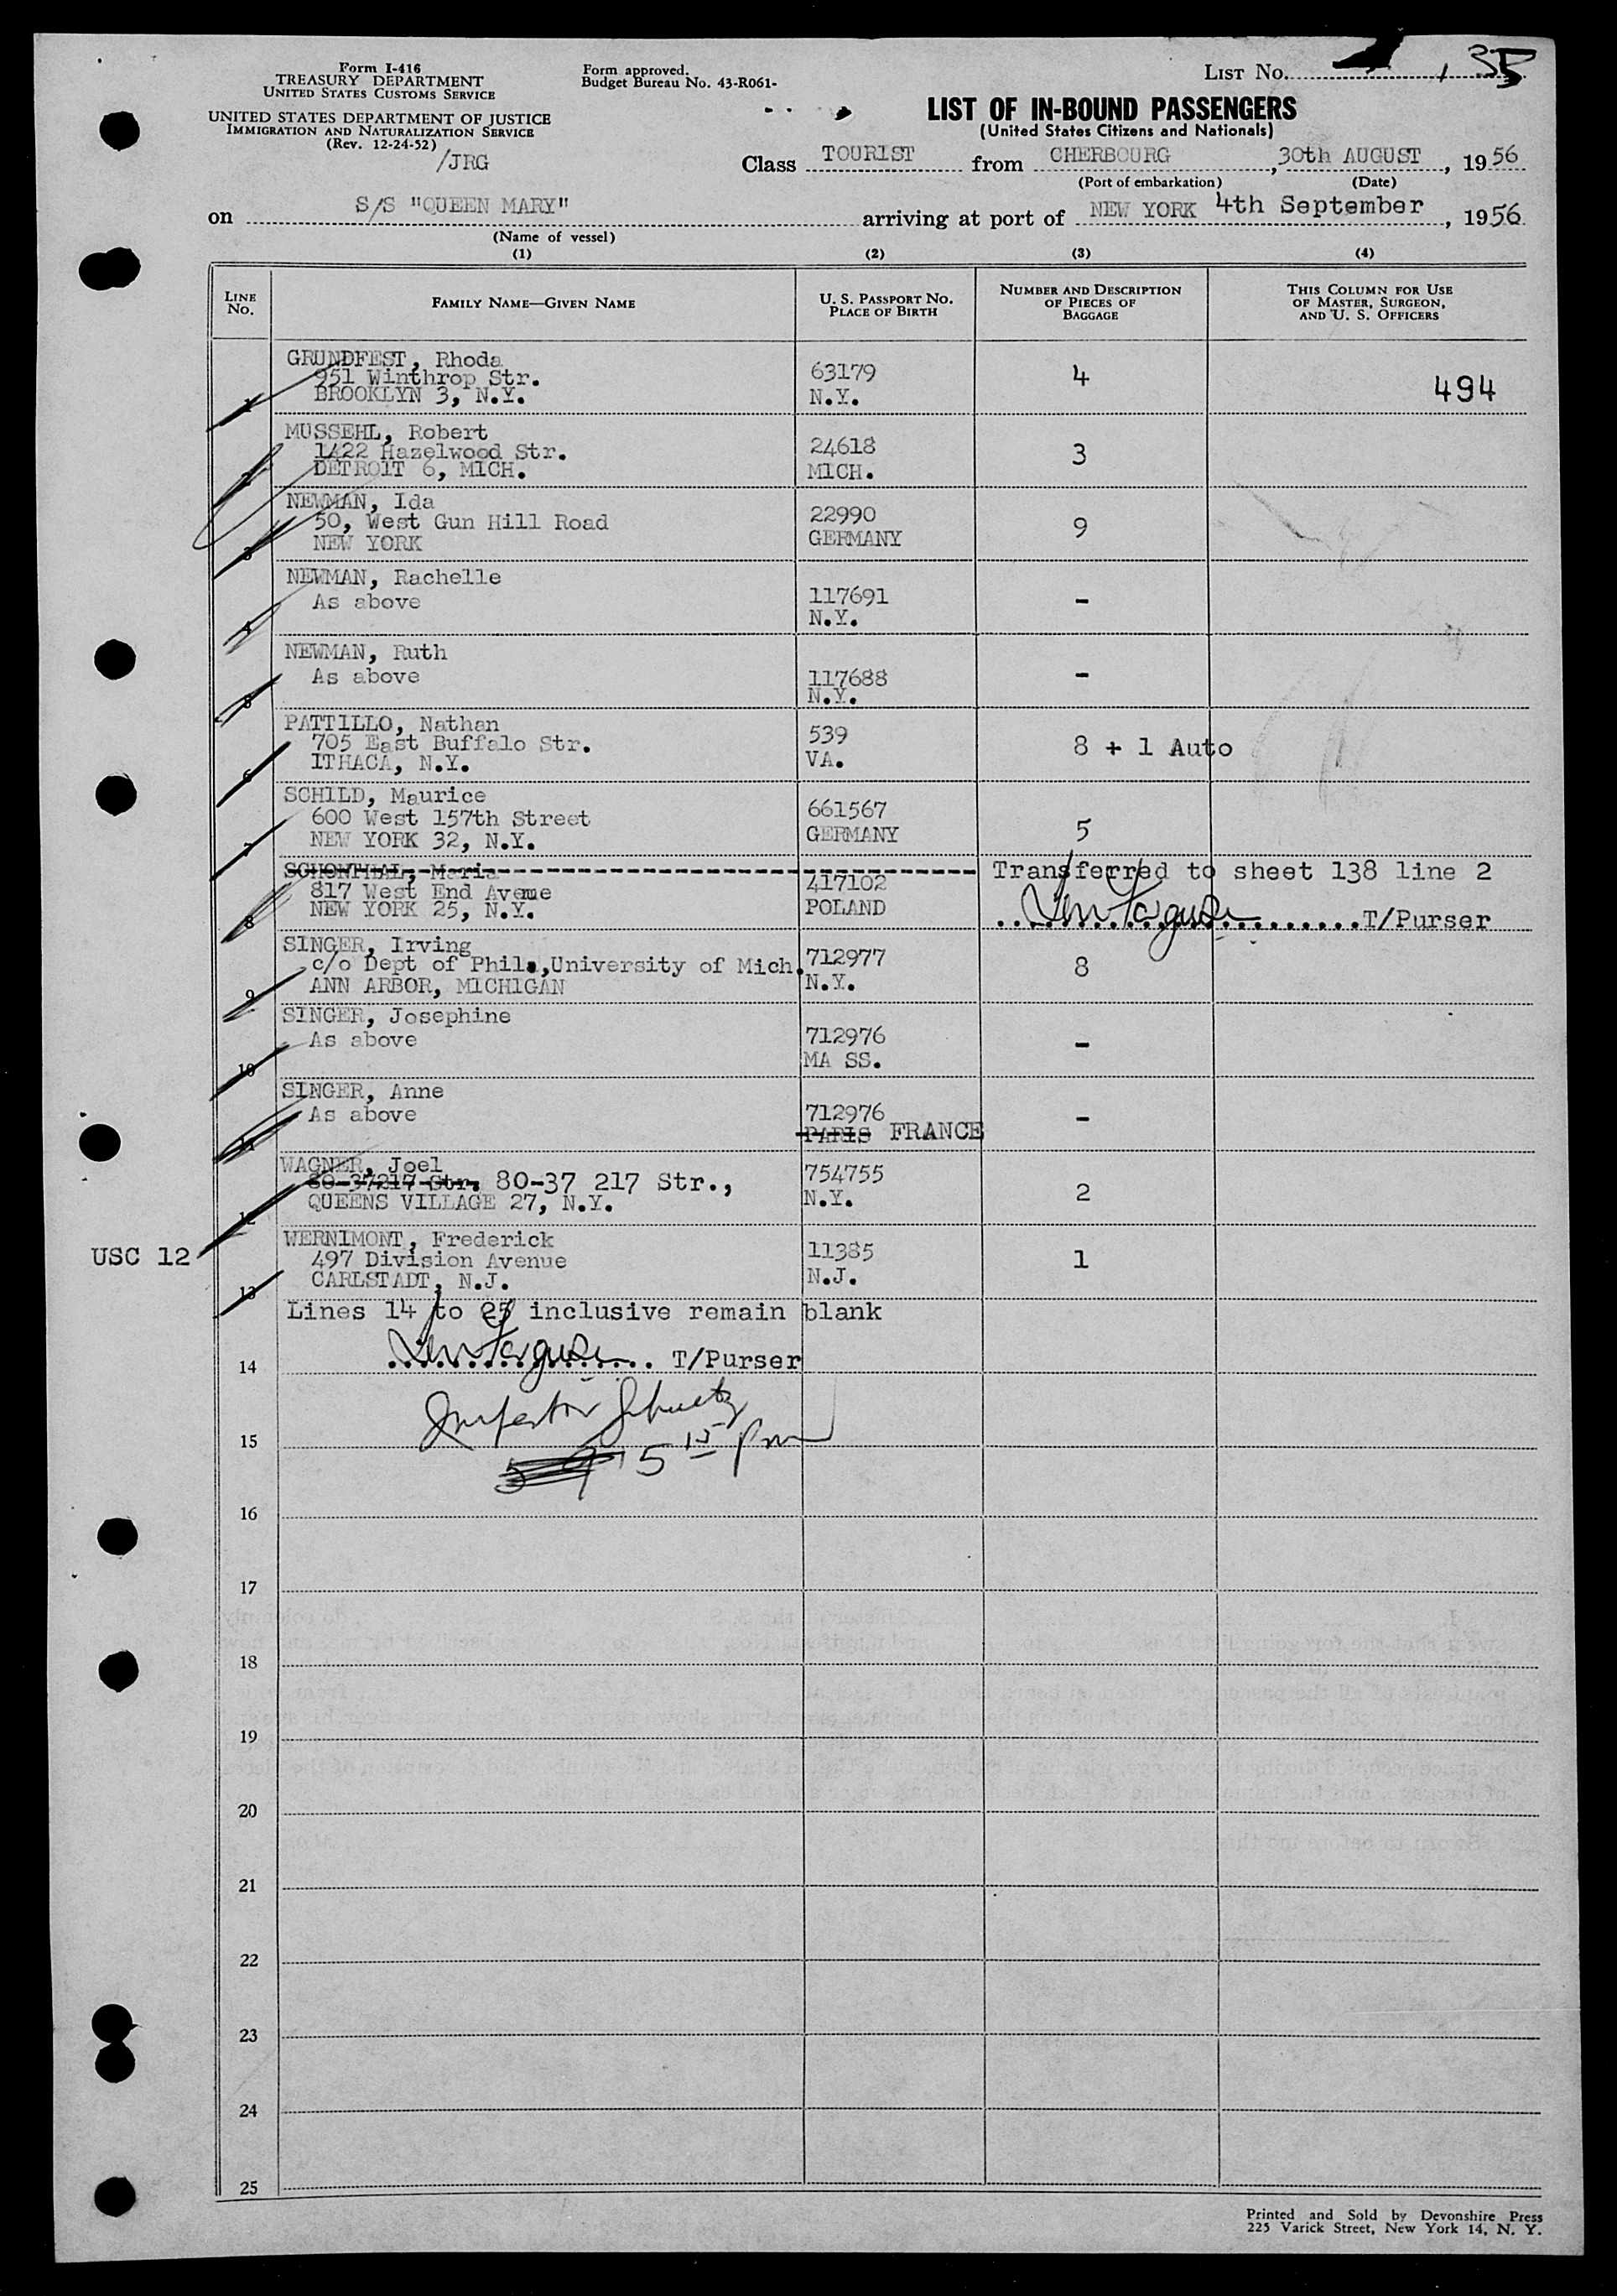 Form I-416
TREASURY DEPARTMENT
UNITED STATES CUSTOMS SERVICE
UNITED STATES DEPARTMENT OF JUSTICE
IMMIGRATION AND NATURALIZATION SERVICE
(Rev. 12-24-52)
/JRG
Form approved.
Budget Bureau No. 43-R061-
LIST No. 35
LIST OF IN-BOUND PASSENGERS
(United States Citizens and Nationals)
Class TOURIST from CHERBOURG, 30th AUGUST, 1956
(Port of embarkation) (Date)
on S/S "QUEEN MARY" arriving at port of NEW YORK 4th September, 1956
(Name of vessel)
(1) (2) (3) (4)
LINE No. FAMILY NAME—GIVEN NAME U. S. PASSPORT NO. PLACE OF BIRTH NUMBER AND DESCRIPTION OF PIECES OF BAGGAGE THIS COLUMN FOR USE OF MASTER, SURGEON, AND U. S. OFFICERS
GRUNDFEST, Rhoda
951 Winthrop Str. 63179 4 494
1 BROOKLYN 3, N.Y. N.Y.
MUSSEHL, Robert
1422 Hazelwood Str. 24618 3
2 DETROIT 6, MICH. MICH.
NEWMAN, Ida
50, West Gun Hill Road 22990 9
3 NEW YORK GERMANY
NEWMAN, Rachelle
As above 117691 -
4 N.Y.
NEWMAN, Ruth
As above 117688 -
5 N.Y.
PATTILLO, Nathan
705 East Buffalo Str. 539 8 + 1 Auto
6 ITHACA, N.Y. VA.
SCHILD, Maurice
600 West 157th Street 661567 5
7 NEW YORK 32, N.Y. GERMANY
SCHONTHAL, Maria Transferred to sheet 138 line 2
817 West End Avenue 417102
8 NEW YORK 25, N.Y. POLAND T/Purser
SINGER, Irving
c/o Dept of Phil.,University of Mich. 712977 8
9 ANN ARBOR, MICHIGAN N.Y.
SINGER, Josephine
As above 712976 -
10 MA SS.
SINGER, Anne
As above 712976 -
11 PARIS FRANCE
WAGNER, Joel
80-37217 Str. 80-37 217 Str., 754755 2
12 QUEENS VILLAGE 27, N.Y. N.Y.
USC 12
WERNIMONT, Frederick
497 Division Avenue 11385 1
13 CARLSTADT, N.J. N.J.
Lines 14 to 25 inclusive remain blank
14 T/Purser
Inspector Schultz
15 5 15 pm
16
17
18
19
20
21
22
23
24
25
Printed and Sold by Devonshire Press
225 Varick Street, New York 14, N. Y.